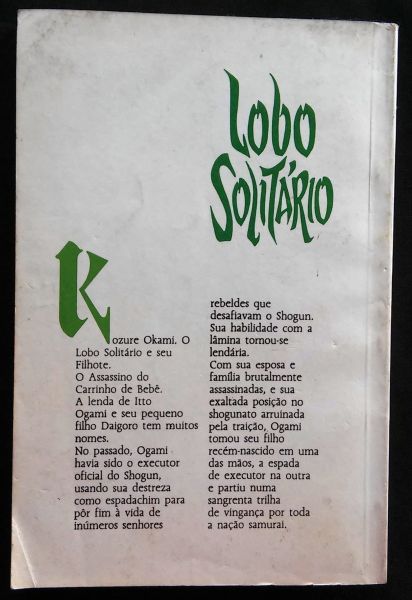 LOBO
SOLITÁRIO
Kozure Okami. O
Lobo Solitário e seu
Filhote.
O Assassino do
Carrinho de Bebê.
A lenda de Itto
Ogami e seu pequeno
filho Daigoro tem muitos
nomes.
No passado, Ogami
havia sido o executor
oficial do Shogun,
usando sua destreza
como espadachim para
pôr fim à vida de
inúmeros senhores
rebeldes que
desafiavam o Shogun.
Sua habilidade com a
lâmina tornou-se
lendária.
Com sua esposa e
família brutalmente
assassinadas, e sua
exaltada posição no
shogunato arruinada
pela traição, Ogami
tomou seu filho
recém-nascido em uma
das mãos, a espada
de executor na outra
e partiu numa
sangrenta trilha
de vingança por toda
a nação samurai.